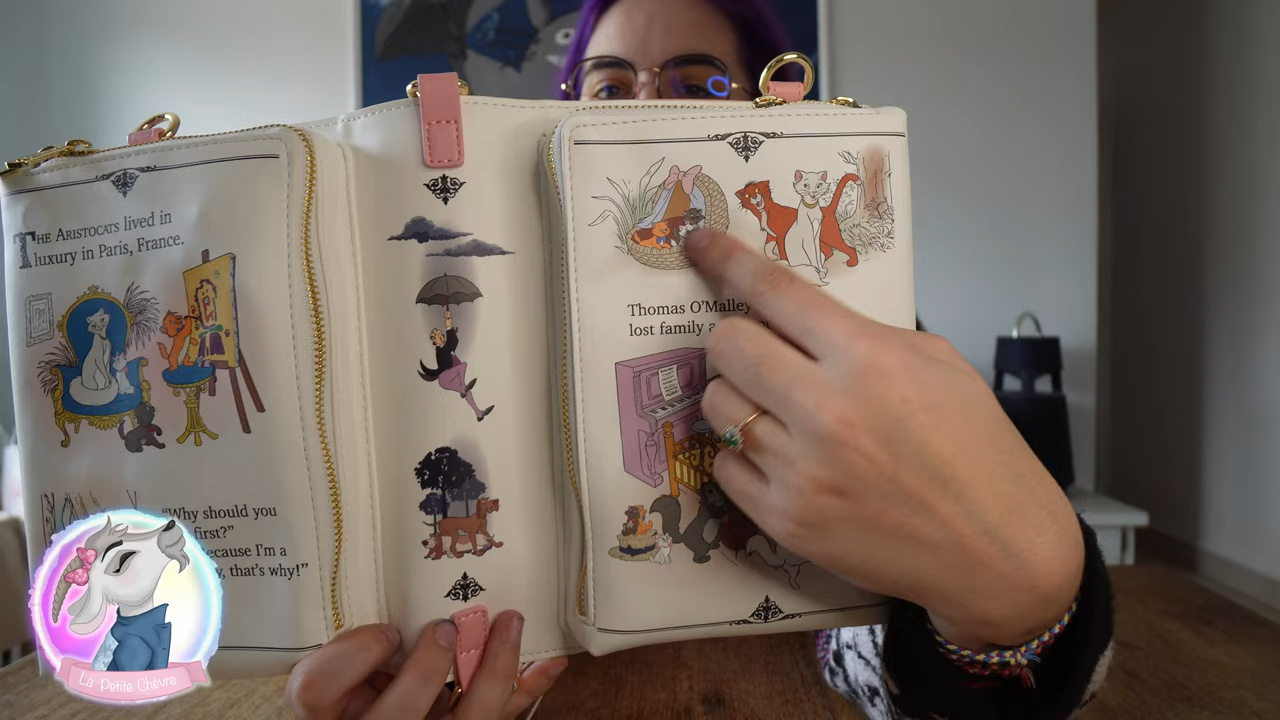 THE ARISTOCATS lived in
luxury in Paris, France.
"Why should you
first?"
ecause I'm a
, that's why!"
Thomas O'Malley
lost family a
La Petite Chèvre